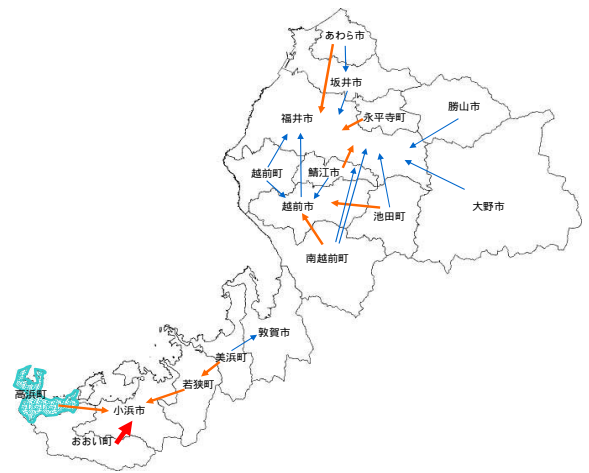 あわら市
坂井市
福井市
永平寺町
勝山市
越前町
鯖江市
越前市
池田町
大野市
南越前町
敦賀市
美浜町
若狭町
高浜町
小浜市
おおい町